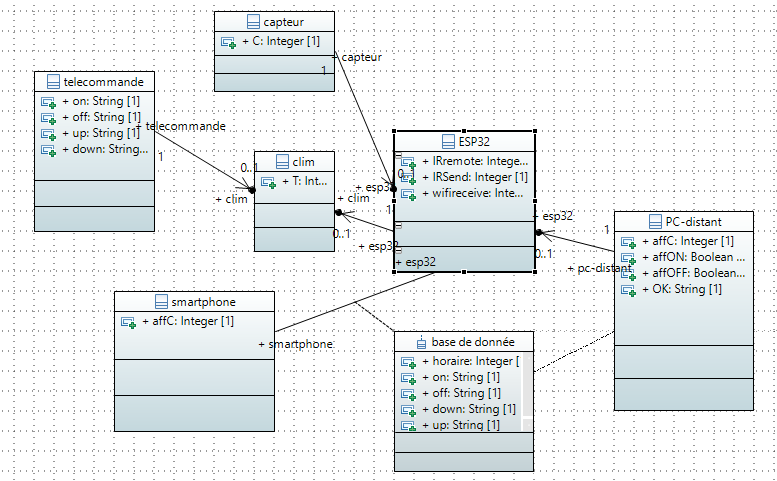 capteur
+ C: Integer [1]
+ capteur
1
telecommande
+ on: String [1]
+ off: String [1]
+ up: String [1]
+ down: String...
+ telecommande
1
0..1
+ clim
clim
+ T: Int...
+ clim
0..1
ESP32
+ IRremote: Intege...
+ IRSend: Integer [1]
+ wifireceive: Inte...
0..1
+ esp32
1
+ esp32
+ esp32
+ esp32
0..1
1
+ pc-distant
PC-distant
+ affC: Integer [1]
+ affON: Boolean ...
+ affOFF: Boolean...
+ OK: String [1]
smartphone
+ affC: Integer [1]
+ smartphone
base de donnée
+ horaire: Integer [
+ on: String [1]
+ off: String [1]
+ down: String [1]
+ up: String [1]